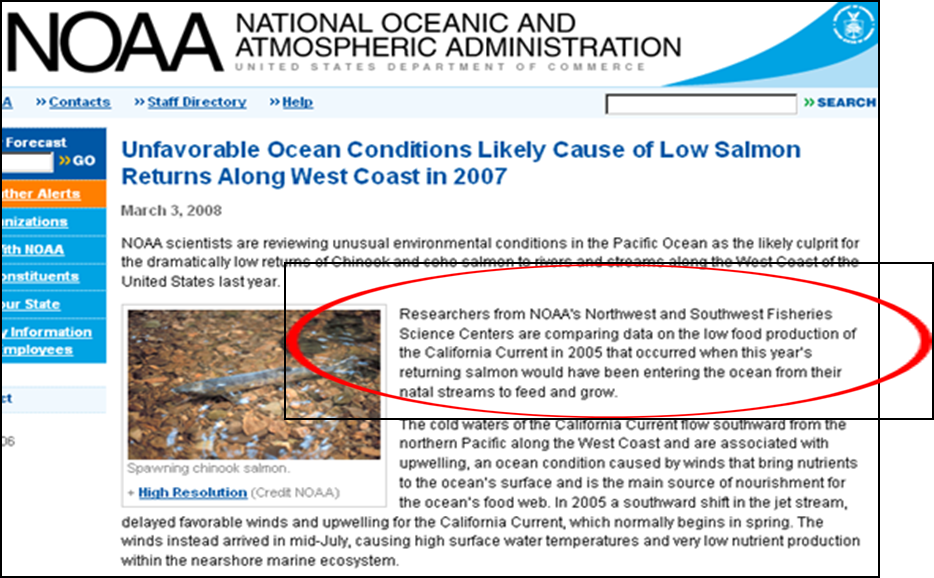 NOAA
NATIONAL OCEANIC AND
ATMOSPHERIC ADMINISTRATION
UNITED STATES DEPARTMENT OF COMMERCE
A » Contacts » Staff Directory » Help
» SEARCH
Forecast
» GO
ther Alerts
nizations
ith NOAA
onstituents
our State
y Information
mployees
ct
06
Unfavorable Ocean Conditions Likely Cause of Low Salmon
Returns Along West Coast in 2007
March 3, 2008
NOAA scientists are reviewing unusual environmental conditions in the Pacific Ocean as the likely culprit for
the dramatically low returns of Chinook and coho salmon to rivers and streams along the West Coast of the
United States last year.
Researchers from NOAA's Northwest and Southwest Fisheries
Science Centers are comparing data on the low food production of
the California Current in 2005 that occurred when this year's
returning salmon would have been entering the ocean from their
natal streams to feed and grow.
Spawning chinook salmon.
+ High Resolution (Credit NOAA)
The cold waters of the California Current flow southward from the
northern Pacific along the West Coast and are associated with
upwelling, an ocean condition caused by winds that bring nutrients
to the ocean's surface and is the main source of nourishment for
the ocean's food web. In 2005 a southward shift in the jet stream,
delayed favorable winds and upwelling for the California Current, which normally begins in spring. The
winds instead arrived in mid-July, causing high surface water temperatures and very low nutrient production
within the nearshore marine ecosystem.